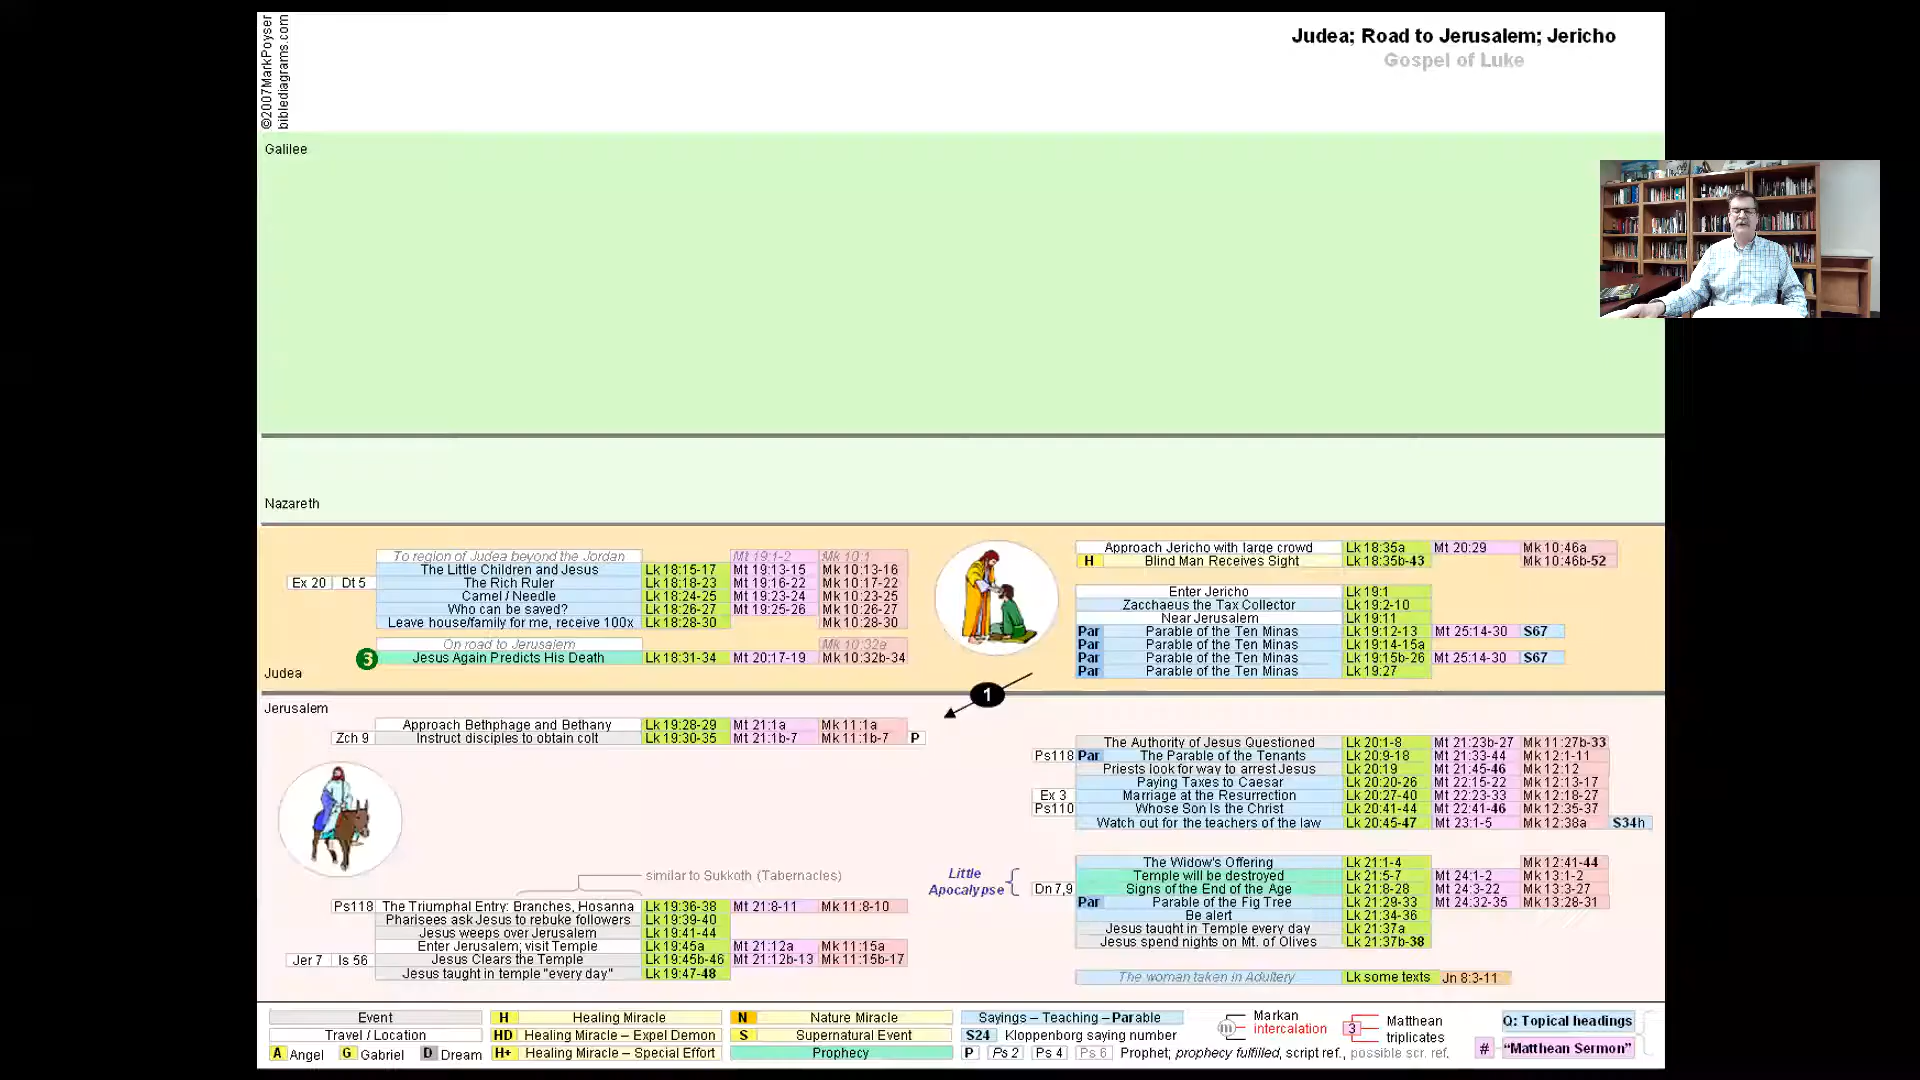 ©2007MarkPoyser
biblediagrams.com
Judea; Road to Jerusalem; Jericho
Gospel of Luke
Galilee
Nazareth
To region of Judea beyond the Jordan Mt 19:1-2 Mk 10:1
The Little Children and Jesus Lk 18:15-17 Mt 19:13-15 Mk 10:13-16
Ex 20 Dt 5 The Rich Ruler Lk 18:18-23 Mt 19:16-22 Mk 10:17-22
Camel / Needle Lk 18:24-25 Mt 19:23-24 Mk 10:23-25
Who can be saved? Lk 18:26-27 Mt 19:25-26 Mk 10:26-27
Leave house/family for me, receive 100x Lk 18:28-30 Mk 10:28-30
On road to Jerusalem Mk 10:32a
3 Jesus Again Predicts His Death Lk 18:31-34 Mt 20:17-19 Mk 10:32b-34
Judea
Approach Jericho with large crowd Lk 18:35a Mt 20:29 Mk 10:46a
H Blind Man Receives Sight Lk 18:35b-43 Mk 10:46b-52
Enter Jericho Lk 19:1
Zacchaeus the Tax Collector Lk 19:2-10
Near Jerusalem Lk 19:11
Par Parable of the Ten Minas Lk 19:12-13 Mt 25:14-30 S67
Par Parable of the Ten Minas Lk 19:14-15a
Par Parable of the Ten Minas Lk 19:15b-26 Mt 25:14-30 S67
Par Parable of the Ten Minas Lk 19:27
1
Jerusalem
Approach Bethphage and Bethany Lk 19:28-29 Mt 21:1a Mk 11:1a
Zch 9 Instruct disciples to obtain colt Lk 19:30-35 Mt 21:1b-7 Mk 11:1b-7 P
similar to Sukkoth (Tabernacles)
Ps118 The Triumphal Entry: Branches, Hosanna Lk 19:36-38 Mt 21:8-11 Mk 11:8-10
Pharisees ask Jesus to rebuke followers Lk 19:39-40
Jesus weeps over Jerusalem Lk 19:41-44
Enter Jerusalem; visit Temple Lk 19:45a Mt 21:12a Mk 11:15a
Jer 7 Is 56 Jesus Clears the Temple Lk 19:45b-46 Mt 21:12b-13 Mk 11:15b-17
Jesus taught in temple "every day" Lk 19:47-48
The Authority of Jesus Questioned Lk 20:1-8 Mt 21:23b-27 Mk 11:27b-33
Ps118 Par The Parable of the Tenants Lk 20:9-18 Mt 21:33-44 Mk 12:1-11
Priests look for way to arrest Jesus Lk 20:19 Mt 21:45-46 Mk 12:12
Paying Taxes to Caesar Lk 20:20-26 Mt 22:15-22 Mk 12:13-17
Ex 3 Marriage at the Resurrection Lk 20:27-40 Mt 22:23-33 Mk 12:18-27
Ps110 Whose Son Is the Christ Lk 20:41-44 Mt 22:41-46 Mk 12:35-37
Watch out for the teachers of the law Lk 20:45-47 Mt 23:1-5 Mk 12:38a S34h
The Widow's Offering Lk 21:1-4 Mk 12:41-44
Little
Apocalypse
Temple will be destroyed Lk 21:5-7 Mt 24:1-2 Mk 13:1-2
Dn 7,9 Signs of the End of the Age Lk 21:8-28 Mt 24:3-22 Mk 13:3-27
Par Parable of the Fig Tree Lk 21:29-33 Mt 24:32-35 Mk 13:28-31
Be alert Lk 21:34-36
Jesus taught in Temple every day Lk 21:37a
Jesus spend nights on Mt. of Olives Lk 21:37b-38
The woman taken in Adultery Lk some texts Jn 8:3-11
Event
Travel / Location
A Angel G Gabriel D Dream
H Healing Miracle
HD Healing Miracle – Expel Demon
H+ Healing Miracle – Special Effort
N Nature Miracle
S Supernatural Event
Prophecy
Sayings – Teaching – Parable
S24 Kloppenborg saying number
P Ps 2 Ps 4 Ps 6 Prophet; prophecy fulfilled, script ref., possible scr. ref.
m Markan
intercalation
3 Matthean
triplicates
Q: Topical headings
# "Matthean Sermon"